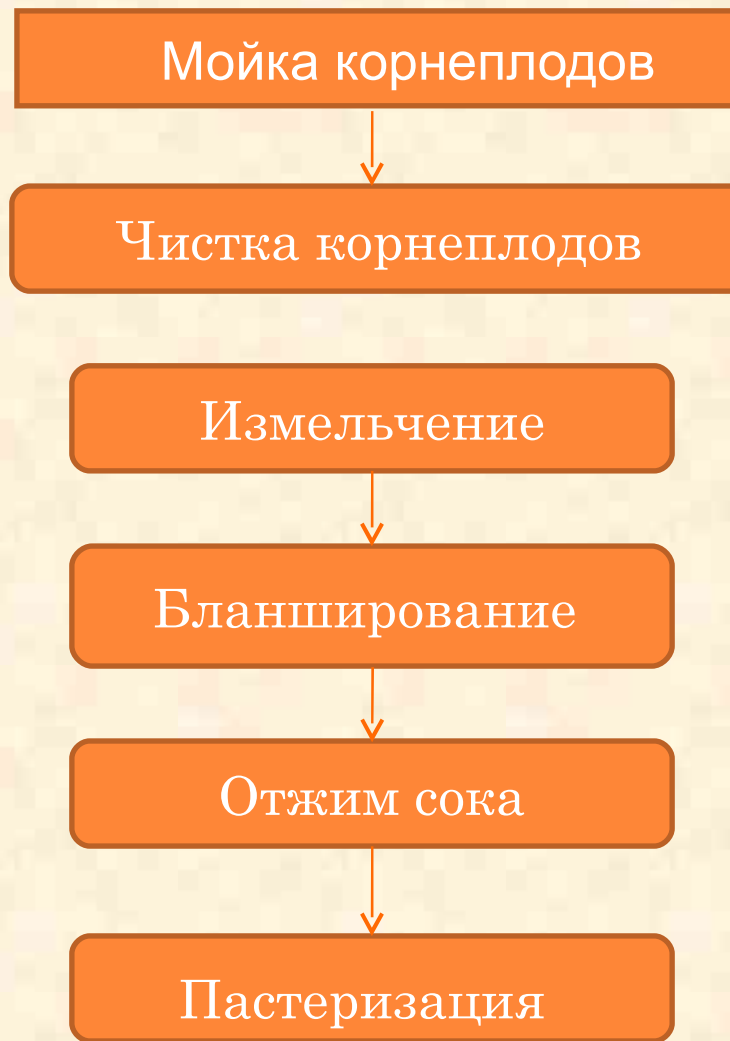 Мойка корнеплодов
Чистка корнеплодов
Измельчение
Бланширование
Отжим сока
Пастеризация